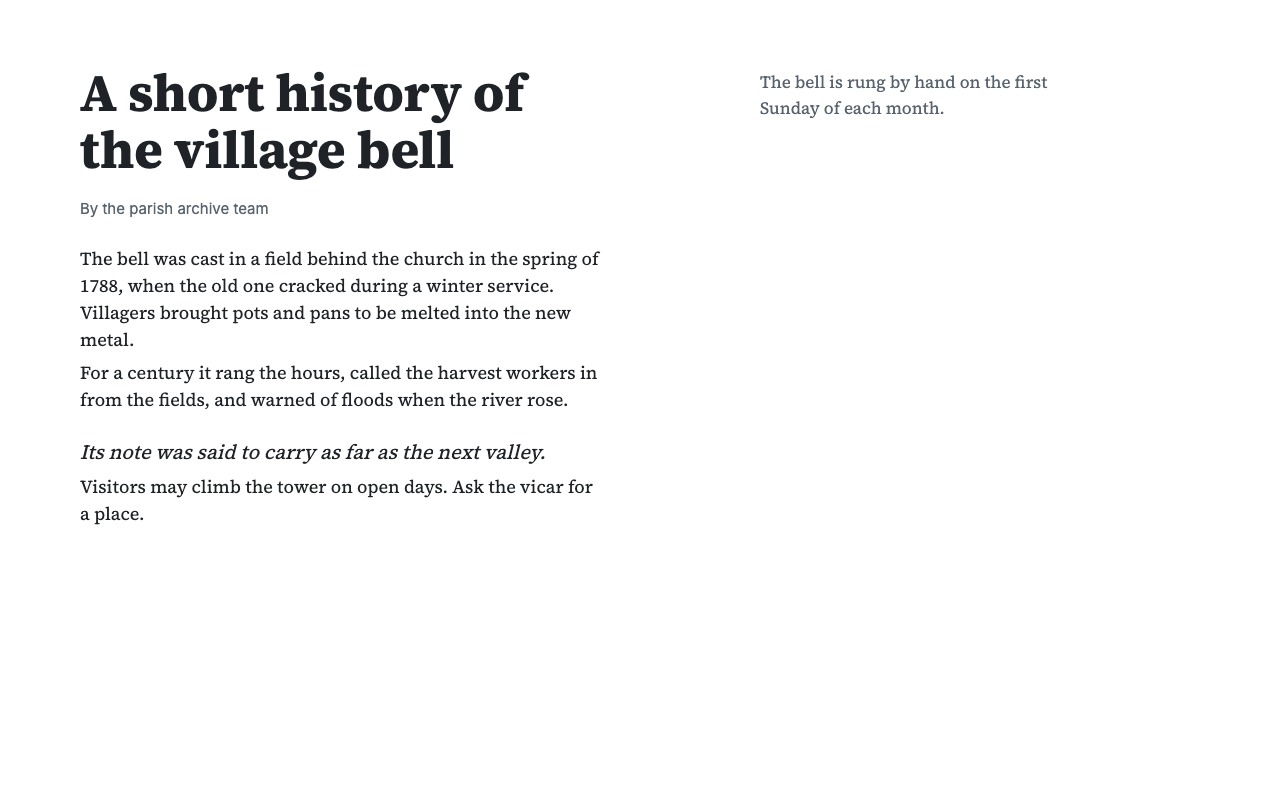 A short history of
the village bell
By the parish archive team
The bell was cast in a field behind the church in the spring of
1788, when the old one cracked during a winter service.
Villagers brought pots and pans to be melted into the new
metal.
For a century it rang the hours, called the harvest workers in
from the fields, and warned of floods when the river rose.
Its note was said to carry as far as the next valley.
Visitors may climb the tower on open days. Ask the vicar for
a place.
The bell is rung by hand on the first
Sunday of each month.